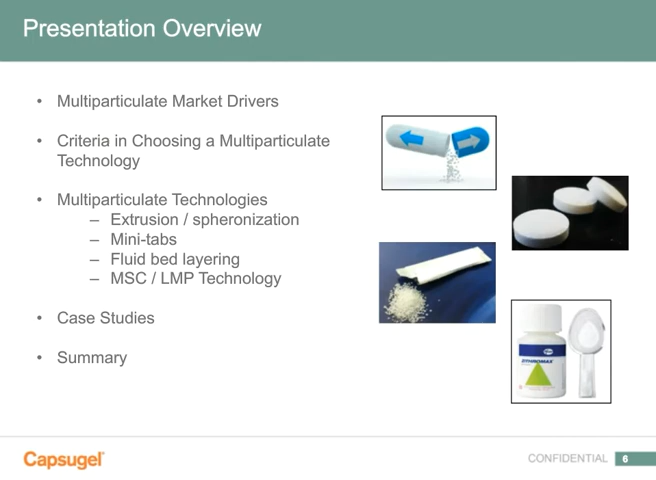 Presentation Overview
• Multiparticulate Market Drivers
• Criteria in Choosing a Multiparticulate
Technology
• Multiparticulate Technologies
– Extrusion / spheronization
– Mini-tabs
– Fluid bed layering
– MSC / LMP Technology
• Case Studies
• Summary
Capsugel
CONFIDENTIAL 6